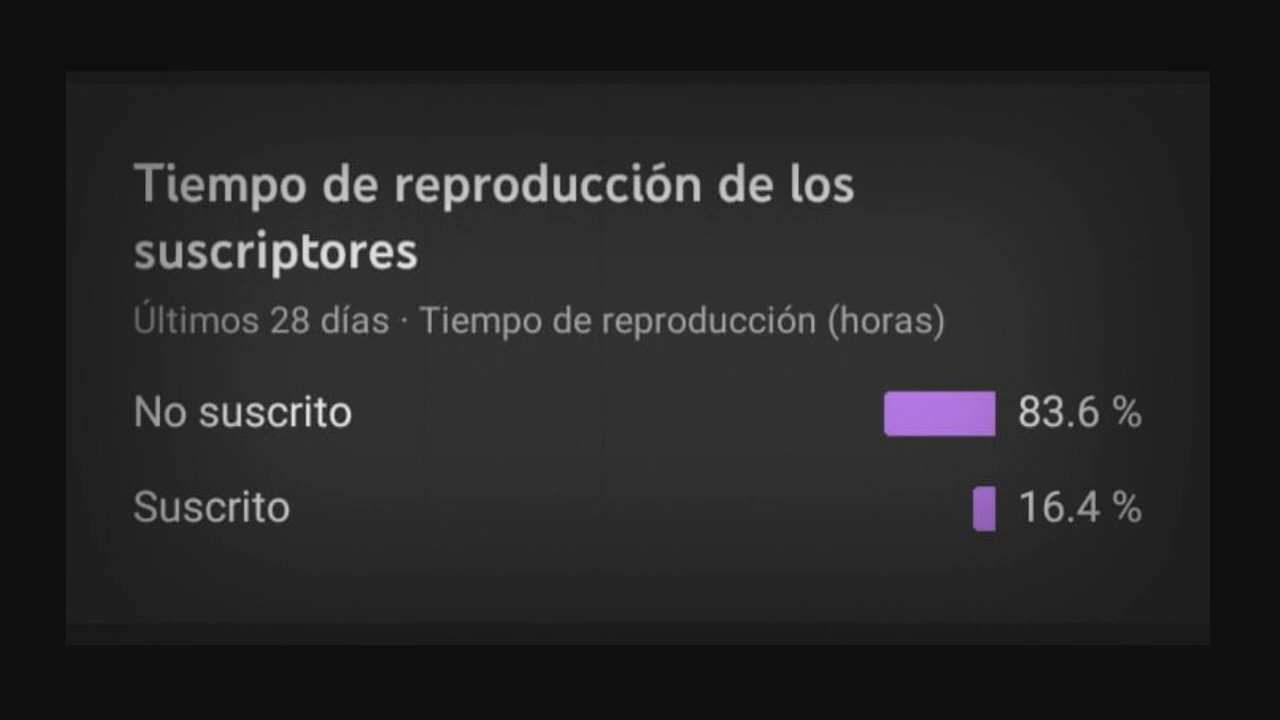 Tiempo de reproducción de los
suscriptores
Últimos 28 días · Tiempo de reproducción (horas)
No suscrito 83.6 %
Suscrito 16.4 %